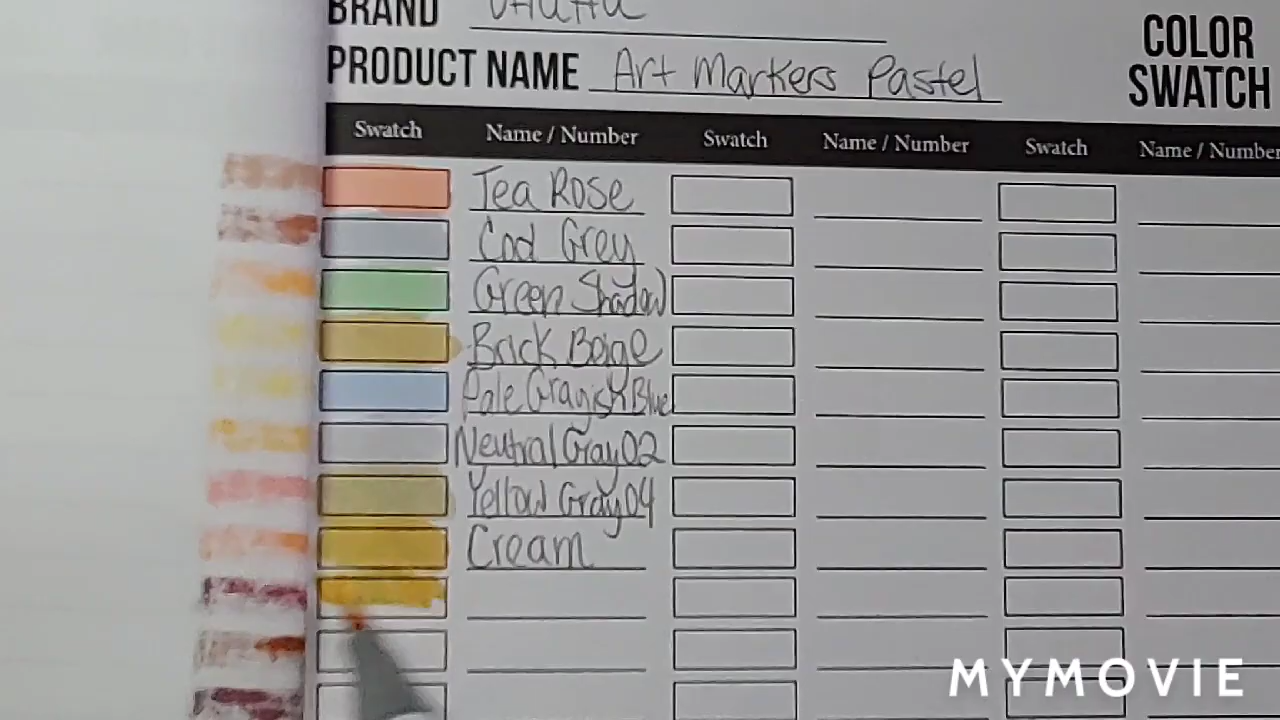 BRAND OHUHU
PRODUCT NAME Art Markers Pastel
COLOR
SWATCH
Swatch Name / Number Swatch Name / Number Swatch Name / Number
Tea Rose
Cool Grey
Green Shadow
Brick Beige
Pale Grayish Blue
Neutral Gray 02
Yellow Gray 04
Cream
MYMOVIE